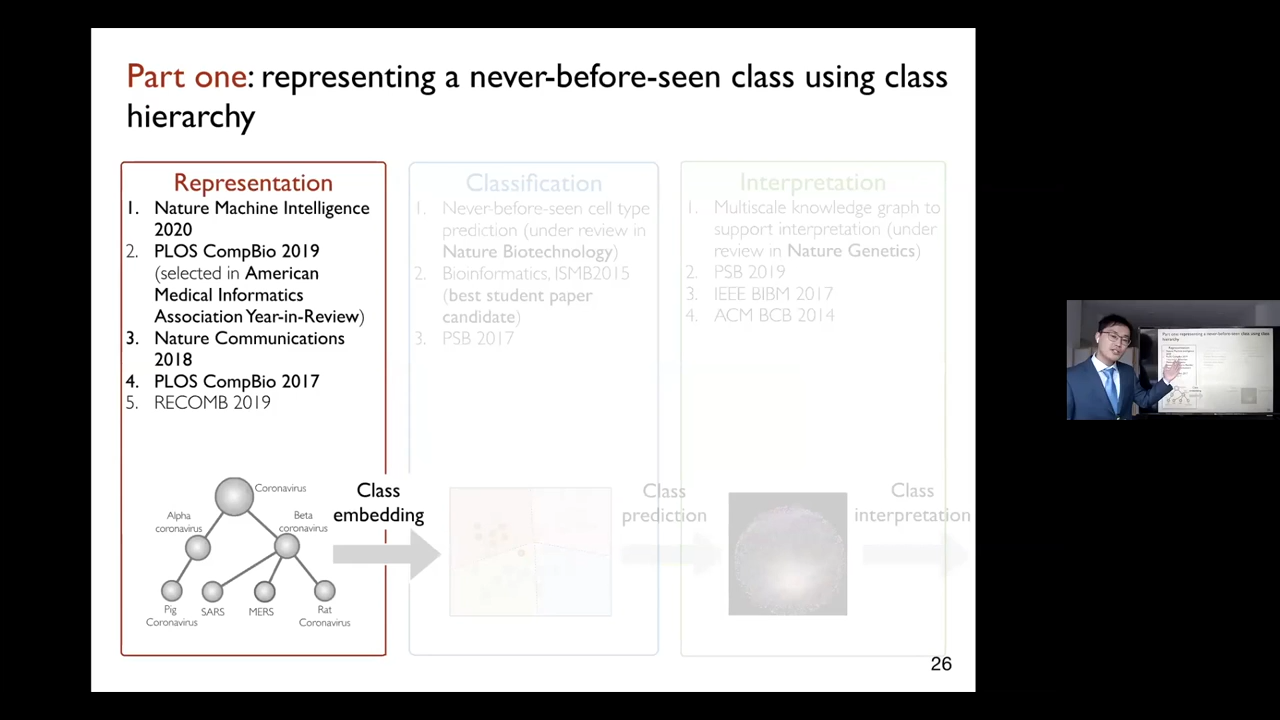 Part one: representing a never-before-seen class using class
hierarchy
Representation
1. Nature Machine Intelligence
2020
2. PLOS CompBio 2019
(selected in American
Medical Informatics
Association Year-in-Review)
3. Nature Communications
2018
4. PLOS CompBio 2017
5. RECOMB 2019
Classification
1. Never-before-seen cell type
prediction (under review in
Nature Biotechnology)
2. Bioinformatics, ISMB2015
(best student paper
candidate)
3. PSB 2017
Interpretation
1. Multiscale knowledge graph to
support interpretation (under
review in Nature Genetics)
2. PSB 2019
3. IEEE BIBM 2017
4. ACM BCB 2014
Coronavirus
Alpha
coronavirus
Beta
coronavirus
Pig
Coronavirus
SARS
MERS
Rat
Coronavirus
Class
embedding
Class
prediction
Class
interpretation
26